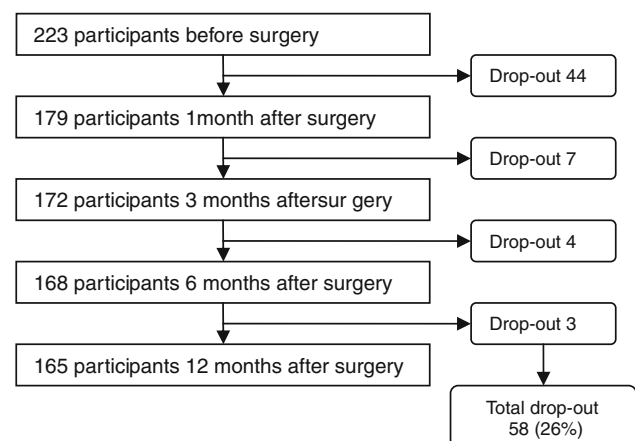 223 participants before surgery
Drop-out 44
179 participants 1month after surgery
Drop-out 7
172 participants 3 months aftersur gery
Drop-out 4
168 participants 6 months after surgery
Drop-out 3
165 participants 12 months after surgery
Total drop-out
58 (26%)